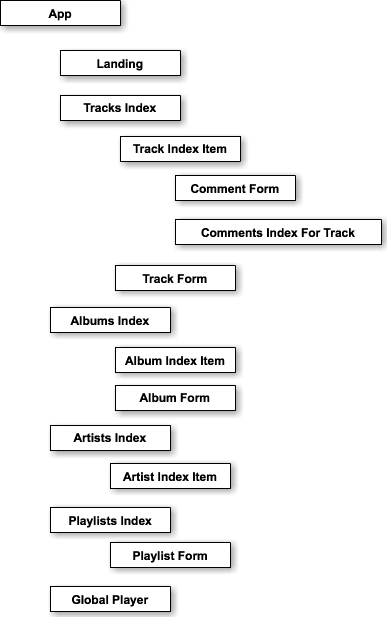 App
Landing
Tracks Index
Track Index Item
Comment Form
Comments Index For Track
Track Form
Albums Index
Album Index Item
Album Form
Artists Index
Artist Index Item
Playlists Index
Playlist Form
Global Player